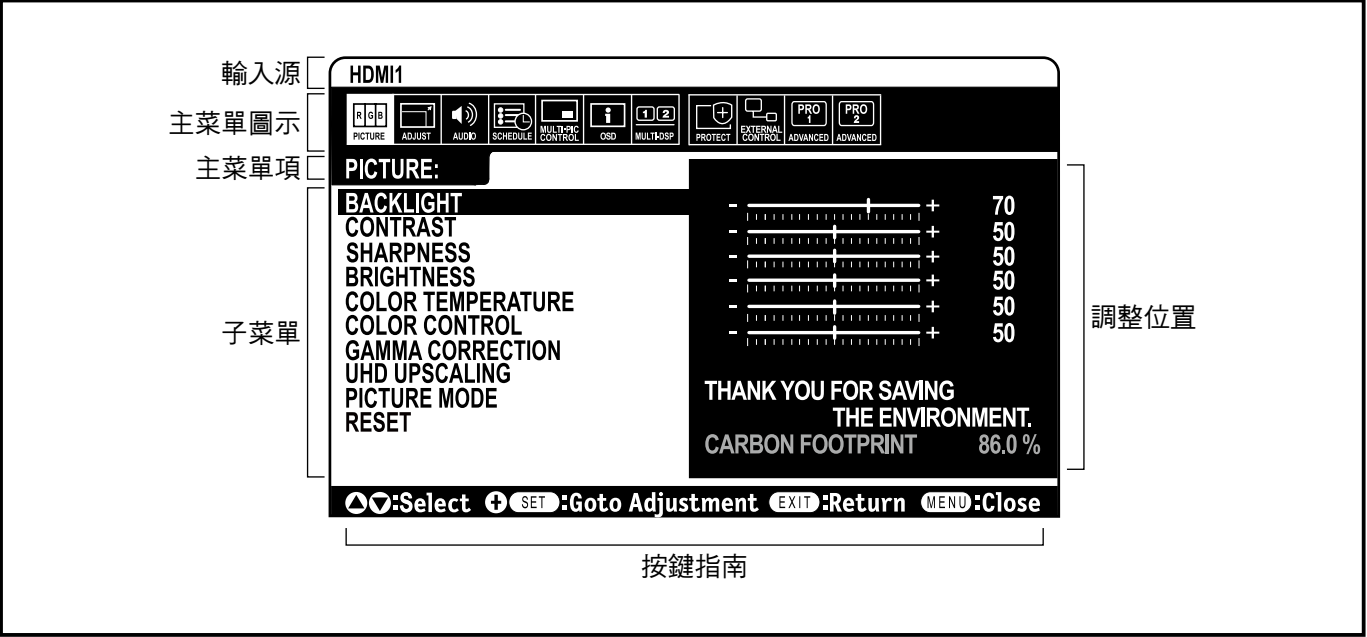 輸入源
HDMI1
主菜單圖示
R G B
PICTURE
ADJUST
AUDIO
SCHEDULE
MULTI-PIC
CONTROL
i
OSD
1 2
MULTI-DSP
PROTECT
EXTERNAL
CONTROL
PRO
1
ADVANCED
PRO
2
ADVANCED
主菜單項
PICTURE:
子菜單
BACKLIGHT - + 70
CONTRAST - + 50
SHARPNESS - + 50
BRIGHTNESS - + 50
COLOR TEMPERATURE - + 50
COLOR CONTROL - + 50
GAMMA CORRECTION
UHD UPSCALING
PICTURE MODE
RESET
THANK YOU FOR SAVING
THE ENVIRONMENT.
CARBON FOOTPRINT 86.0 %
調整位置
:Select SET :Goto Adjustment EXIT :Return MENU :Close
按鍵指南